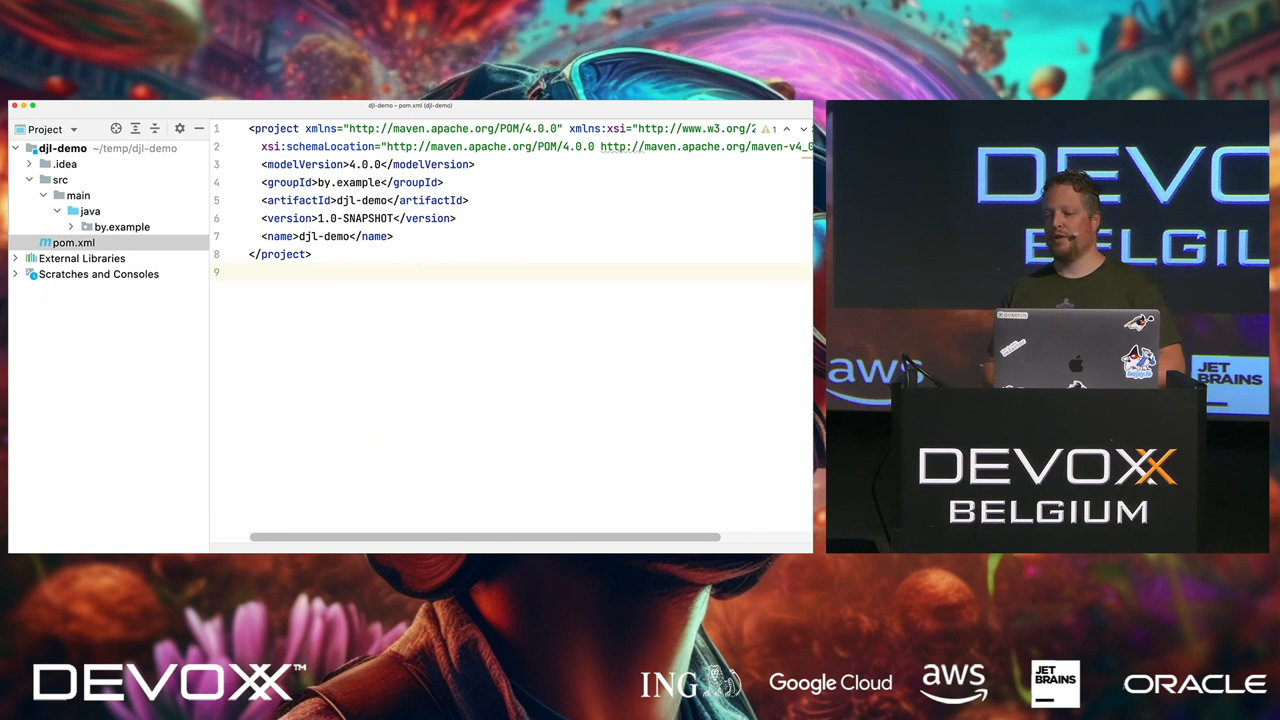 djl-demo – pom.xml (djl-demo)
Project
djl-demo ~/temp/djl-demo
.idea
src
main
java
by.example
pom.xml
External Libraries
Scratches and Consoles
1 <project xmlns="http://maven.apache.org/POM/4.0.0" xmlns:xsi="http://www.w3.org/2
1
2 xsi:schemaLocation="http://maven.apache.org/POM/4.0.0 http://maven.apache.org/maven-v4_0
3 <modelVersion>4.0.0</modelVersion>
4 <groupId>by.example</groupId>
5 <artifactId>djl-demo</artifactId>
6 <version>1.0-SNAPSHOT</version>
7 <name>djl-demo</name>
8 </project>
9
DEVO
BELGIU
aws
JET
BRAINS
DEVOXX
BELGIUM
DEVOXX™
ING
Google Cloud
aws
JET
BRAINS
ORACLE